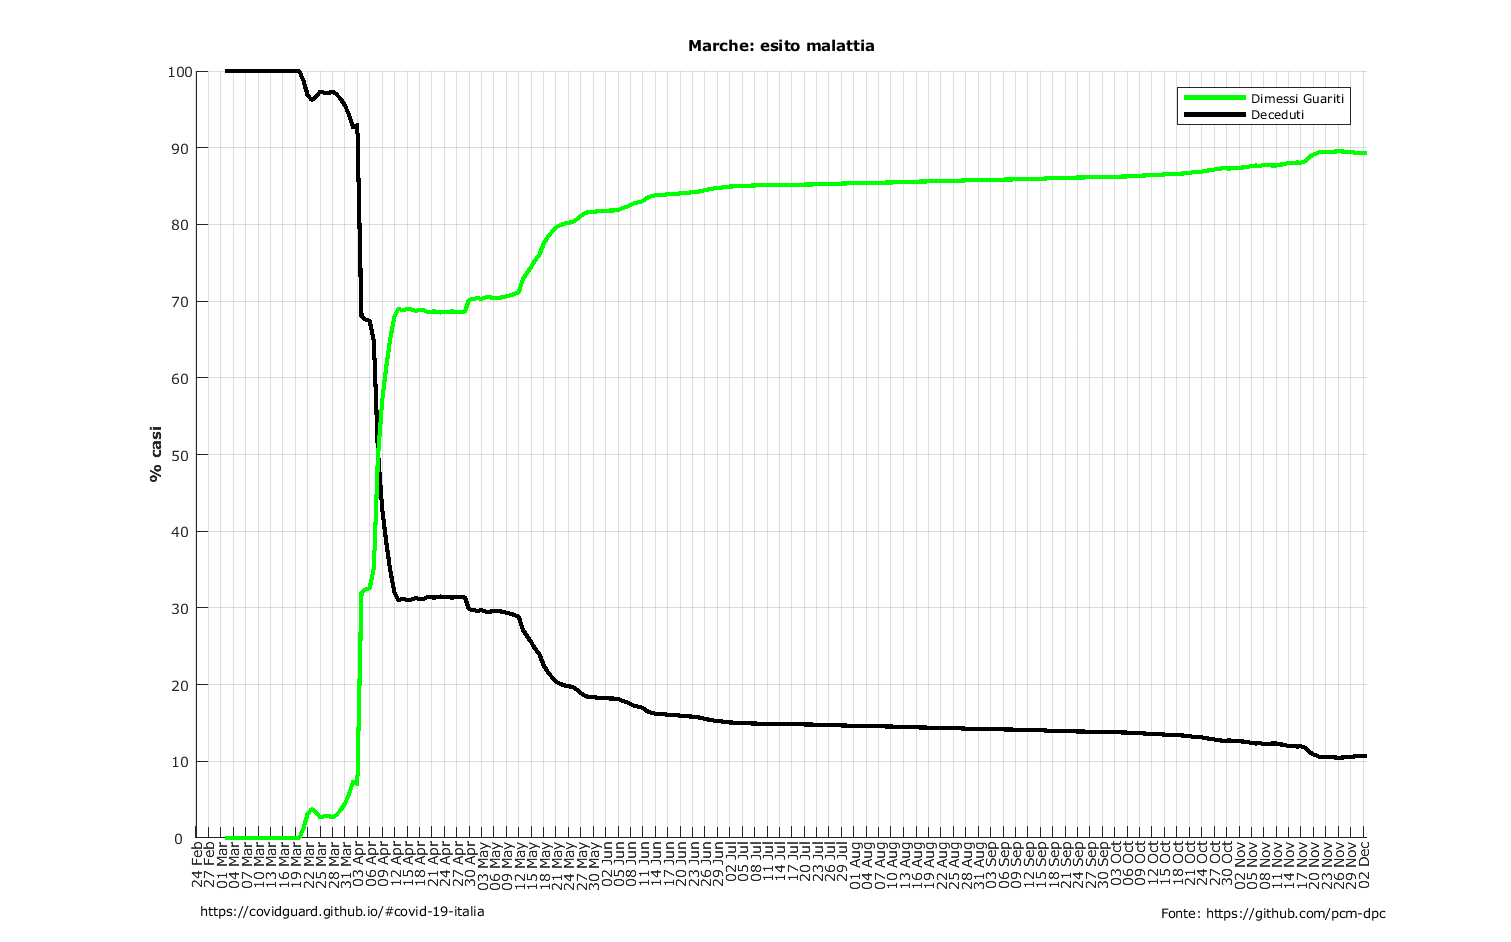 Marche: esito malattia
100
90
80
70
60
50
40
30
20
10
0
% casi
Dimessi Guariti
Deceduti
24 Feb
27 Feb
01 Mar
04 Mar
07 Mar
10 Mar
13 Mar
16 Mar
19 Mar
22 Mar
25 Mar
28 Mar
31 Mar
03 Apr
06 Apr
09 Apr
12 Apr
15 Apr
18 Apr
21 Apr
24 Apr
27 Apr
30 Apr
03 May
06 May
09 May
12 May
15 May
18 May
21 May
24 May
27 May
30 May
02 Jun
05 Jun
08 Jun
11 Jun
14 Jun
17 Jun
20 Jun
23 Jun
26 Jun
29 Jun
02 Jul
05 Jul
08 Jul
11 Jul
14 Jul
17 Jul
20 Jul
23 Jul
26 Jul
29 Jul
01 Aug
04 Aug
07 Aug
10 Aug
13 Aug
16 Aug
19 Aug
22 Aug
25 Aug
28 Aug
31 Aug
03 Sep
06 Sep
09 Sep
12 Sep
15 Sep
18 Sep
21 Sep
24 Sep
27 Sep
30 Sep
03 Oct
06 Oct
09 Oct
12 Oct
15 Oct
18 Oct
21 Oct
24 Oct
27 Oct
30 Oct
02 Nov
05 Nov
08 Nov
11 Nov
14 Nov
17 Nov
20 Nov
23 Nov
26 Nov
29 Nov
02 Dec
https://covidguard.github.io/#covid-19-italia
Fonte: https://github.com/pcm-dpc